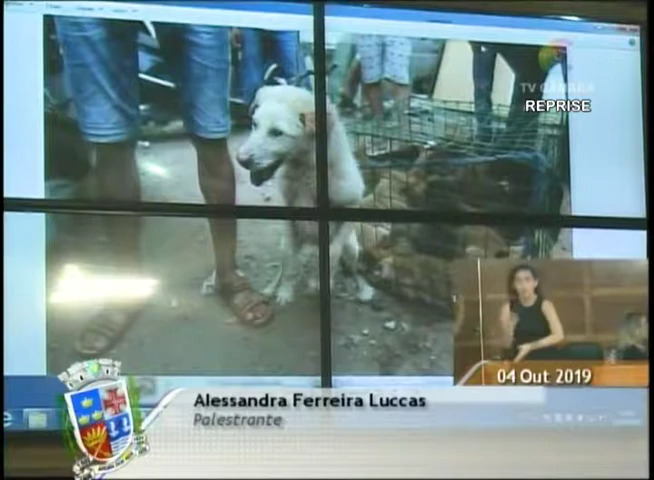 TV CÂMARA
REPRISE
04 Out 2019
Alessandra Ferreira Luccas
Palestrante